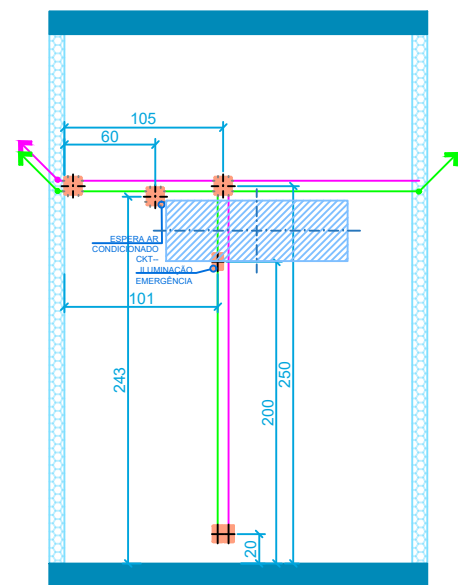 105
60
ESPERA AR
CONDICIONADO
CKT–
ILUMINAÇÃO
EMERGÊNCIA
101
243
250
200
20